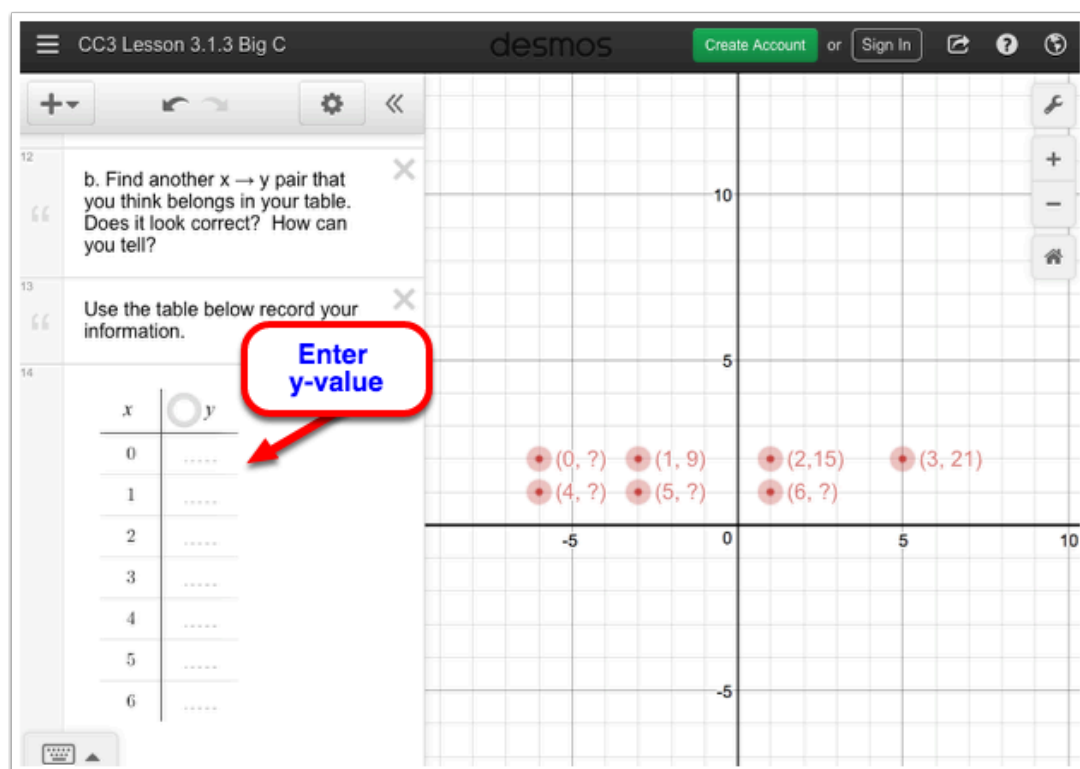 CC3 Lesson 3.1.3 Big C
desmos
Create Account or Sign In
12
b. Find another x → y pair that
you think belongs in your table.
Does it look correct? How can
you tell?
13
Use the table below record your
information.
Enter
y-value
14
x y
0 .....
1 .....
2 .....
3 .....
4 .....
5 .....
6 .....
10
5
(0, ?) (1, 9) (2,15) (3, 21)
(4, ?) (5, ?) (6, ?)
-5 0 5 10
-5